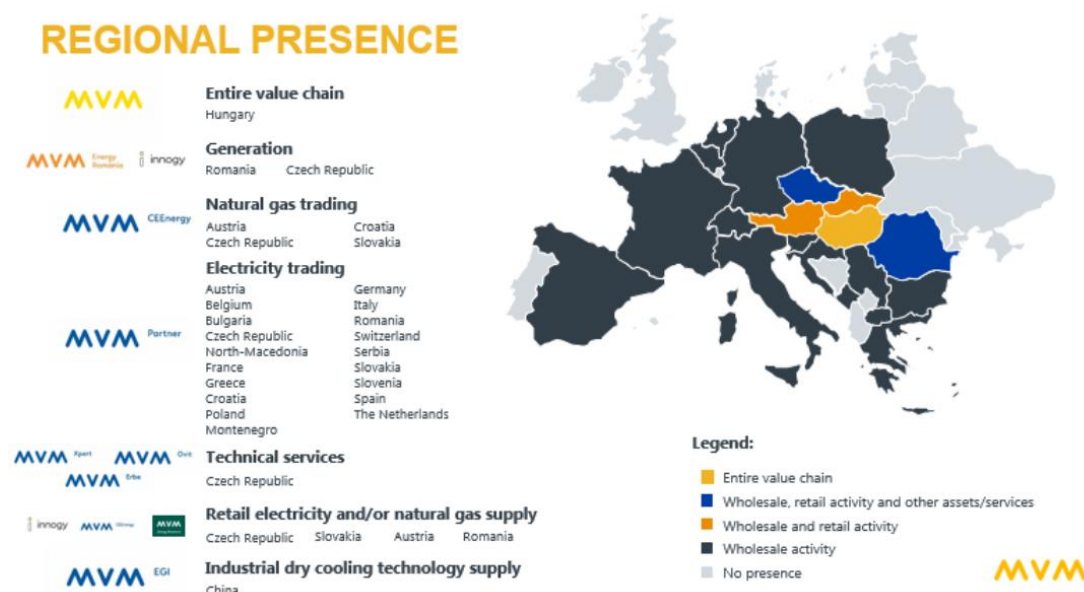 REGIONAL PRESENCE
MVM
Entire value chain
Hungary
MVM Energy Romania innogy
Generation
Romania Czech Republic
MVM CEEnergy
Natural gas trading
Austria Croatia
Czech Republic Slovakia
Electricity trading
Austria Germany
Belgium Italy
Bulgaria Romania
MVM Partner
Czech Republic Switzerland
North-Macedonia Serbia
France Slovakia
Greece Slovenia
Croatia Spain
Poland The Netherlands
Montenegro
MVM Xpert MVM Ovit
MVM Erbe
Technical services
Czech Republic
innogy MVM MVM
Retail electricity and/or natural gas supply
Czech Republic Slovakia Austria Romania
MVM EGI
Industrial dry cooling technology supply
China
Legend:
Entire value chain
Wholesale, retail activity and other assets/services
Wholesale and retail activity
Wholesale activity
No presence
MVM